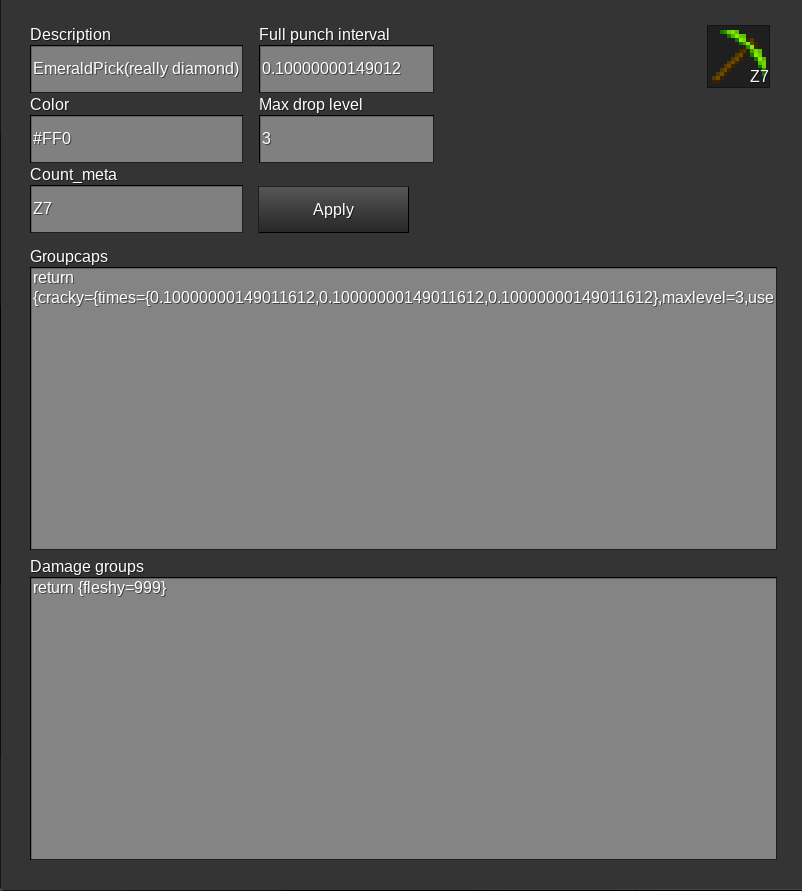 Description
Full punch interval
EmeraldPick(really diamond)
0.10000000149012
Z7
Color
Max drop level
#FF0
3
Count_meta
Z7
Apply
Groupcaps
return
{cracky={times={0.10000000149011612,0.10000000149011612,0.10000000149011612},maxlevel=3,use
Damage groups
return {fleshy=999}